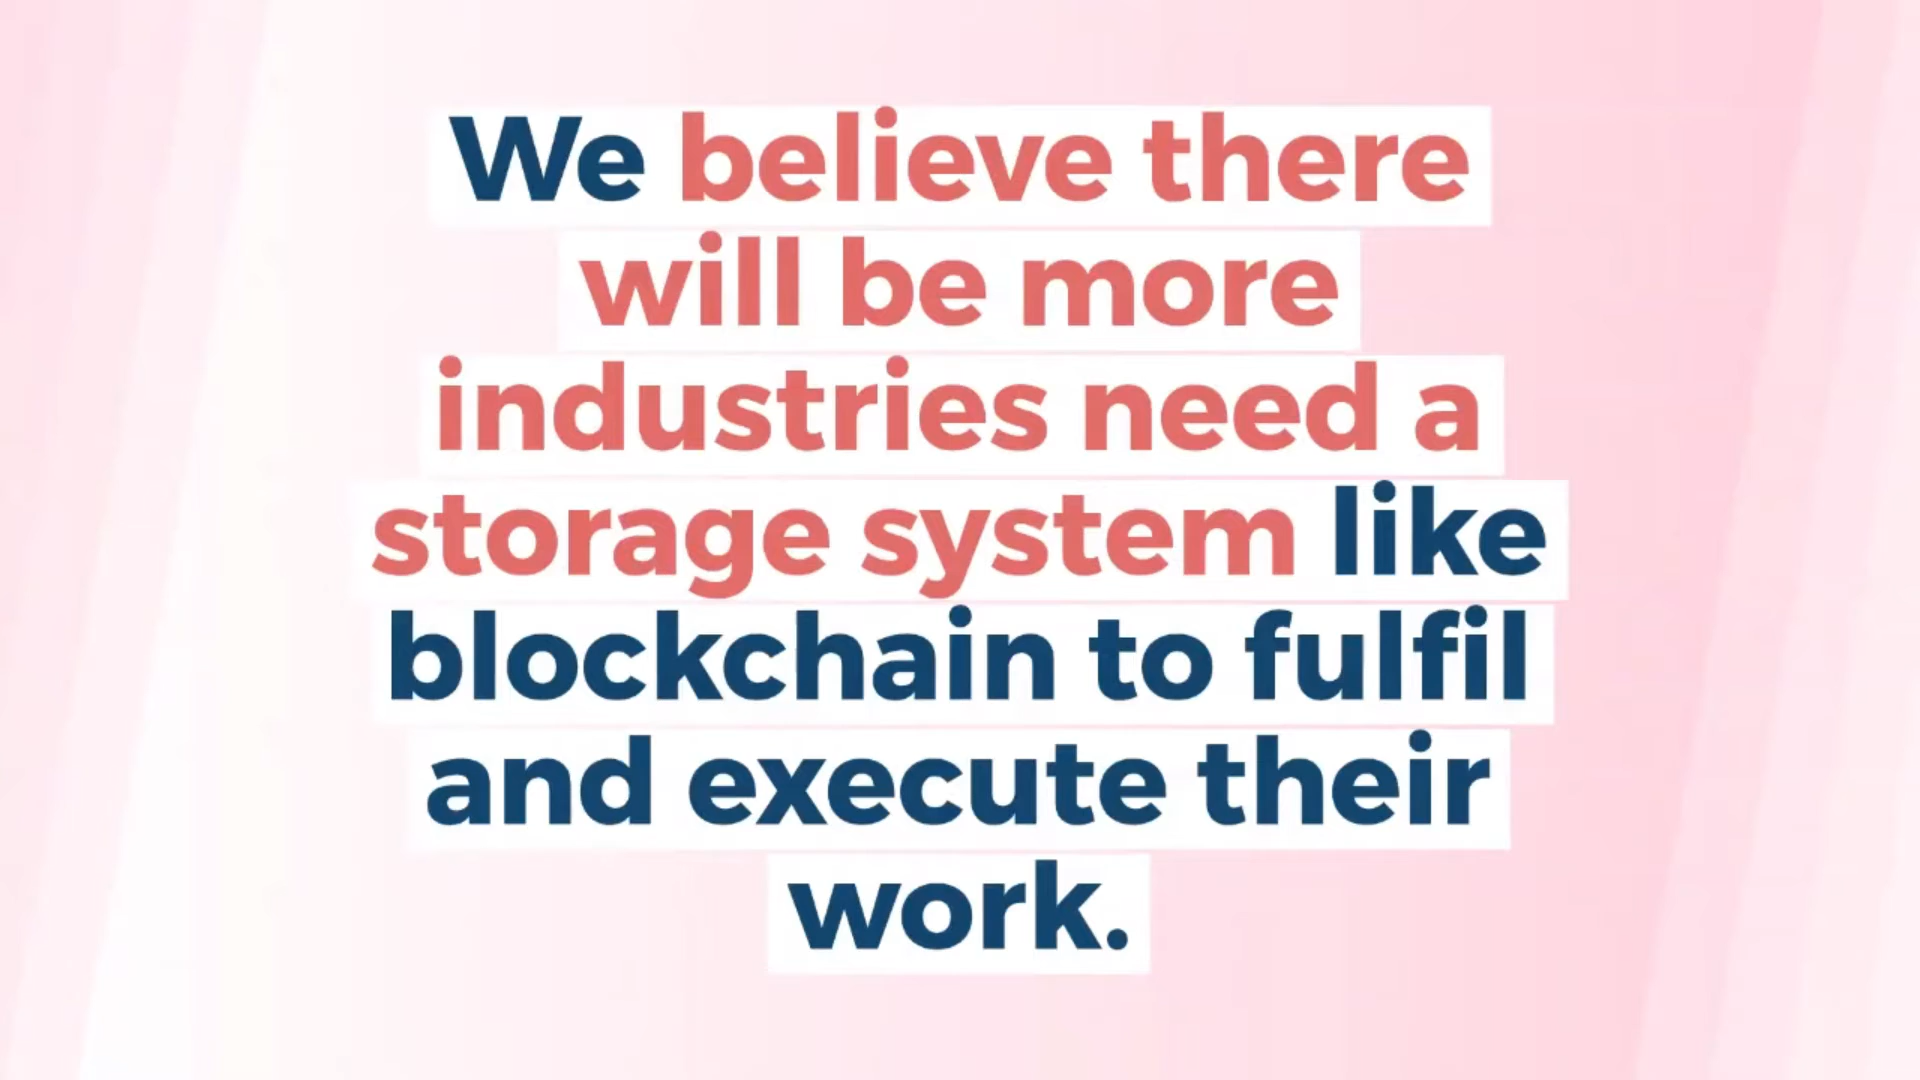 We believe there
will be more
industries need a
storage system like
blockchain to fulfil
and execute their
work.